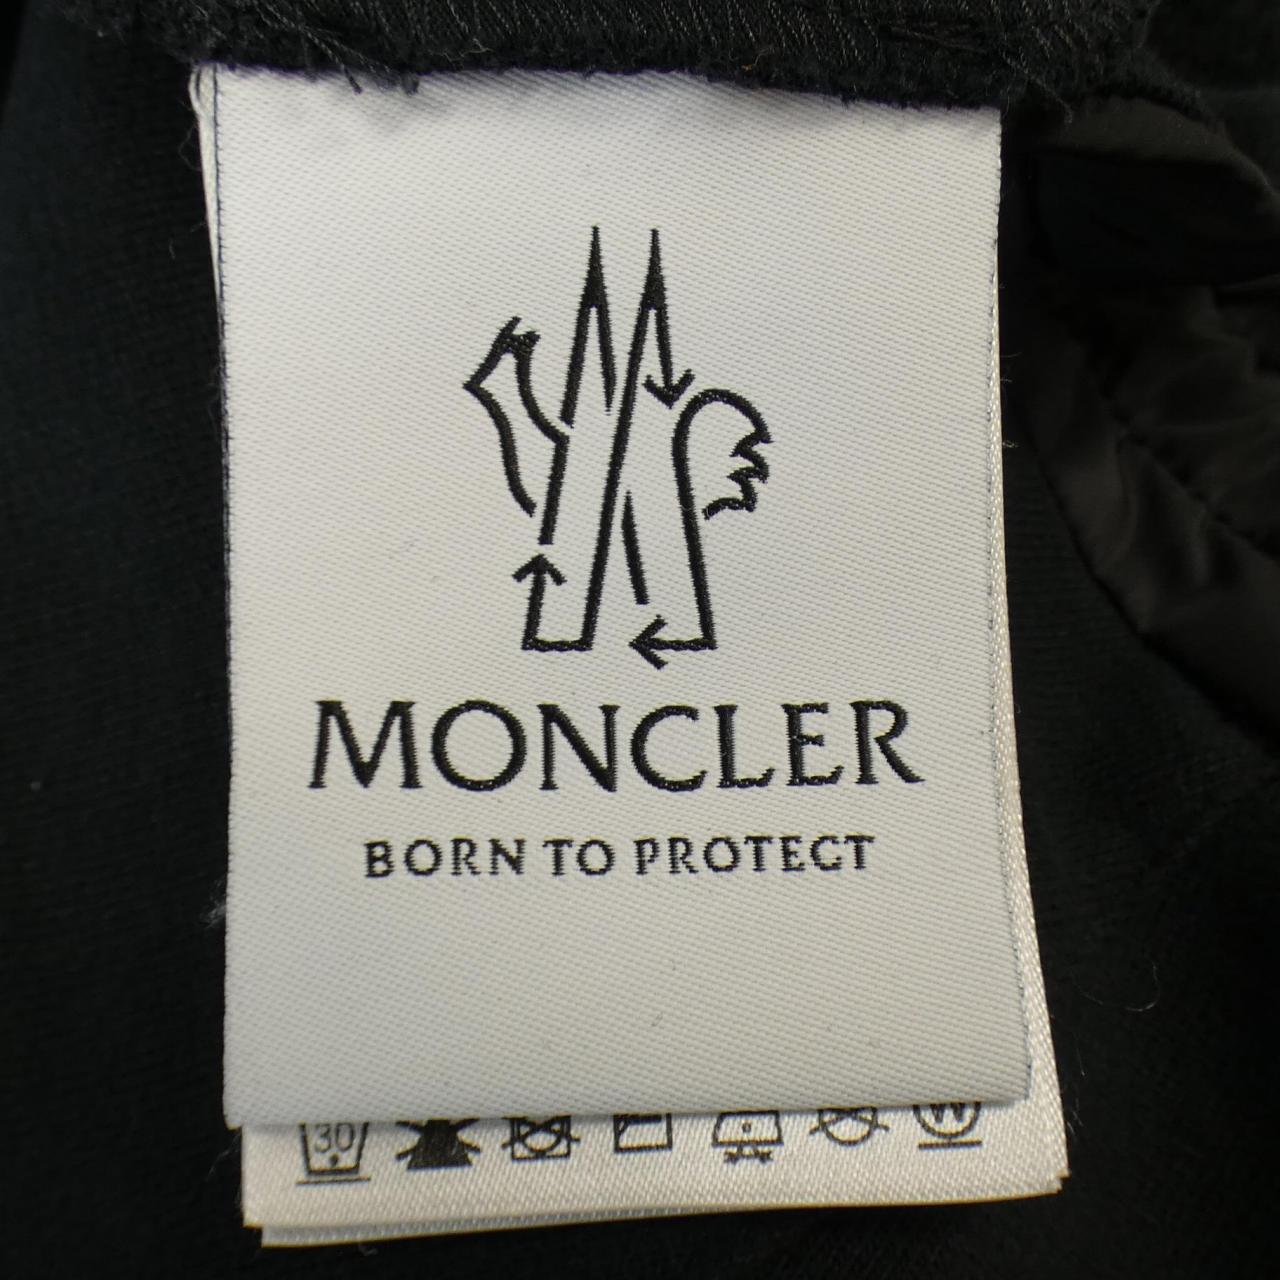 MONCLER
BORN TO PROTECT
30
W